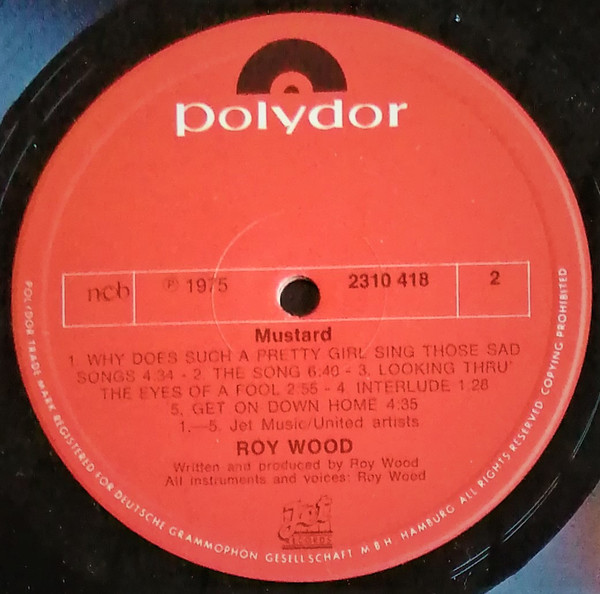 polydor
ncb ℗ 1975 2310 418 2
Mustard
1. WHY DOES SUCH A PRETTY GIRL SING THOSE SAD
SONGS 4.34 - 2. THE SONG 6:40 - 3. LOOKING THRU'
THE EYES OF A FOOL 2:55 - 4. INTERLUDE 1.28
5. GET ON DOWN HOME 4:35
1.—5. Jet Music/United artists
ROY WOOD
Written and produced by Roy Wood
All instruments and voices: Roy Wood
Jet
RECORDS
POLYDOR TRADE MARK REGISTERED FOR DEUTSCHE GRAMMOPHON GESELLSCHAFT M B H HAMBURG ALL RIGHTS RESERVED COPYING PROHIBITED